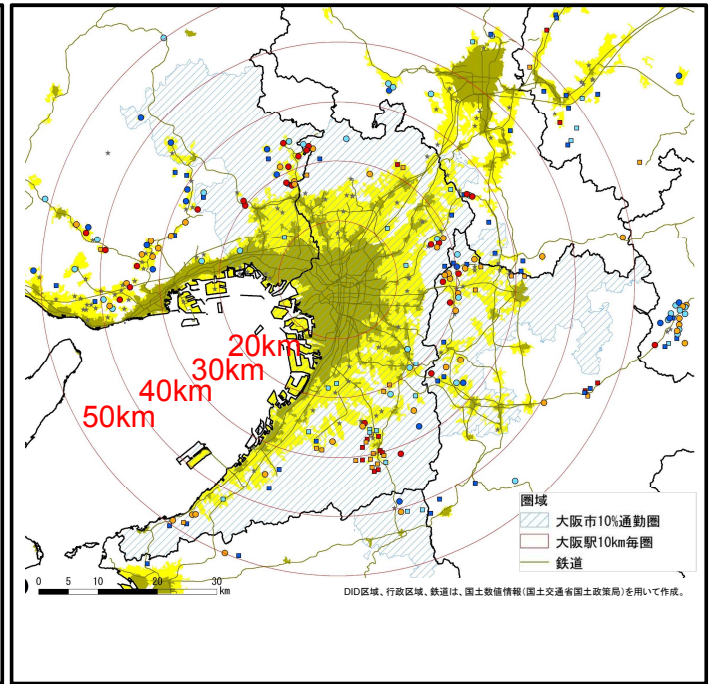 20km
30km
40km
50km
圏域
大阪市10%通勤圏
大阪駅10km毎圏
鉄道
0 5 10 20 30
km
DID区域、行政区域、鉄道は、国土数値情報(国土交通省国土政策局)を用いて作成。